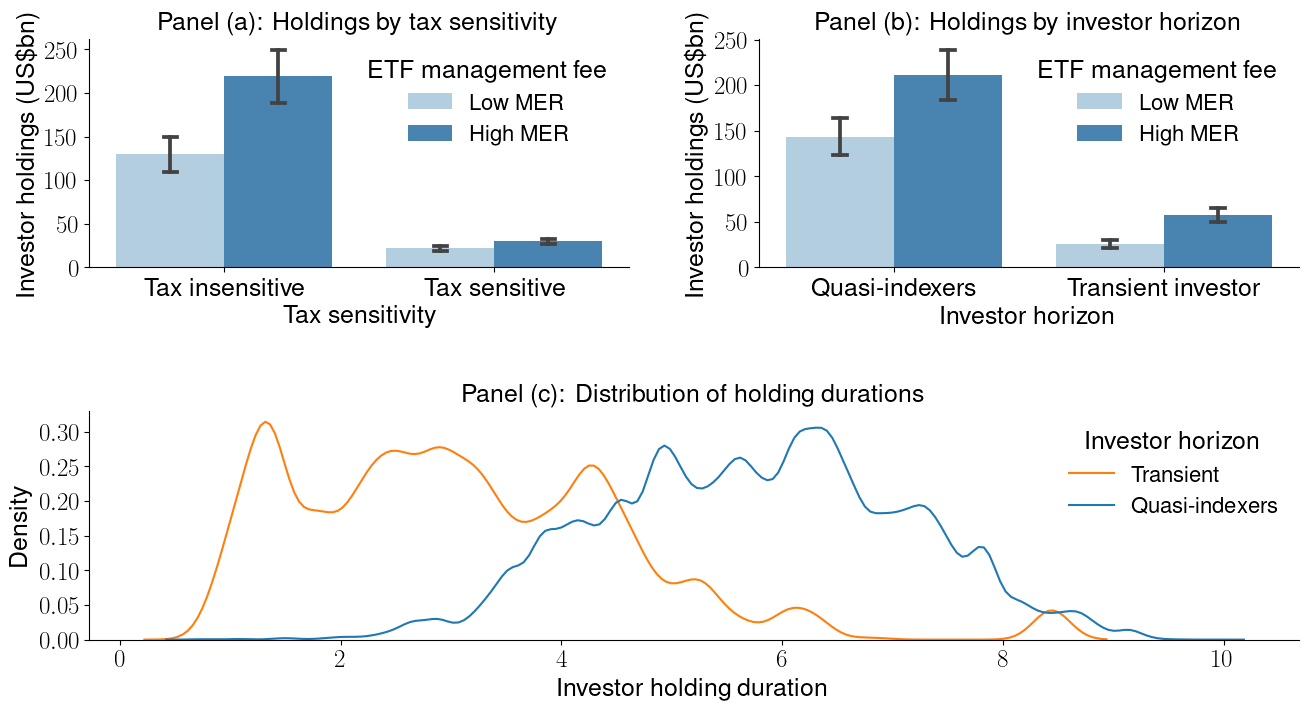 Panel (a): Holdings by tax sensitivity
Investor holdings (US$bn)
250
200
150
100
50
0
ETF management fee
Low MER
High MER
Tax insensitive
Tax sensitive
Tax sensitivity
Panel (b): Holdings by investor horizon
Investor holdings (US$bn)
250
200
150
100
50
0
ETF management fee
Low MER
High MER
Quasi-indexers
Transient investor
Investor horizon
Panel (c): Distribution of holding durations
Density
0.30
0.25
0.20
0.15
0.10
0.05
0.00
Investor horizon
Transient
Quasi-indexers
0 2 4 6 8 10
Investor holding duration